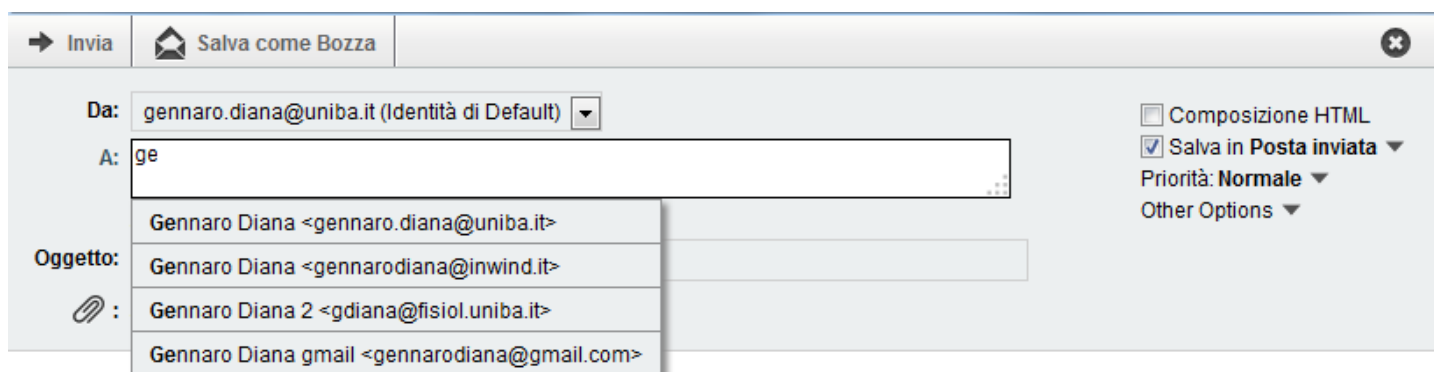 Invia Salva come Bozza
Da: gennaro.diana@uniba.it (Identità di Default)
A: ge
Gennaro Diana <gennaro.diana@uniba.it>
Oggetto: Gennaro Diana <gennarodiana@inwind.it>
: Gennaro Diana 2 <gdiana@fisiol.uniba.it>
Gennaro Diana gmail <gennarodiana@gmail.com>
Composizione HTML
Salva in Posta inviata
Priorità: Normale
Other Options